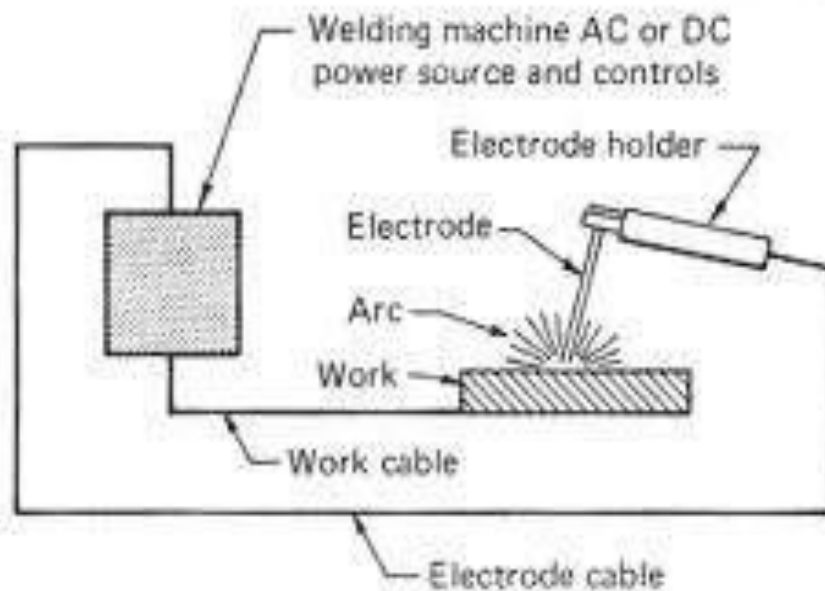 Welding machine AC or DC
power source and controls
Electrode holder
Electrode
Arc
Work
Work cable
Electrode cable